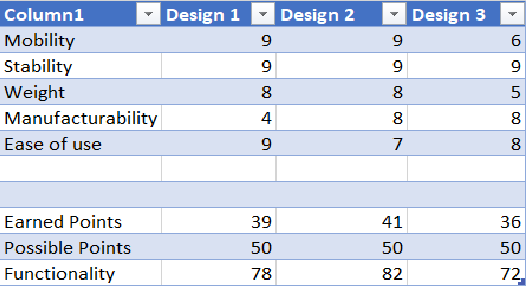 Column1 Design 1 Design 2 Design 3
Mobility 9 9 6
Stability 9 9 9
Weight 8 8 5
Manufacturability 4 8 8
Ease of use 9 7 8
Earned Points 39 41 36
Possible Points 50 50 50
Functionality 78 82 72